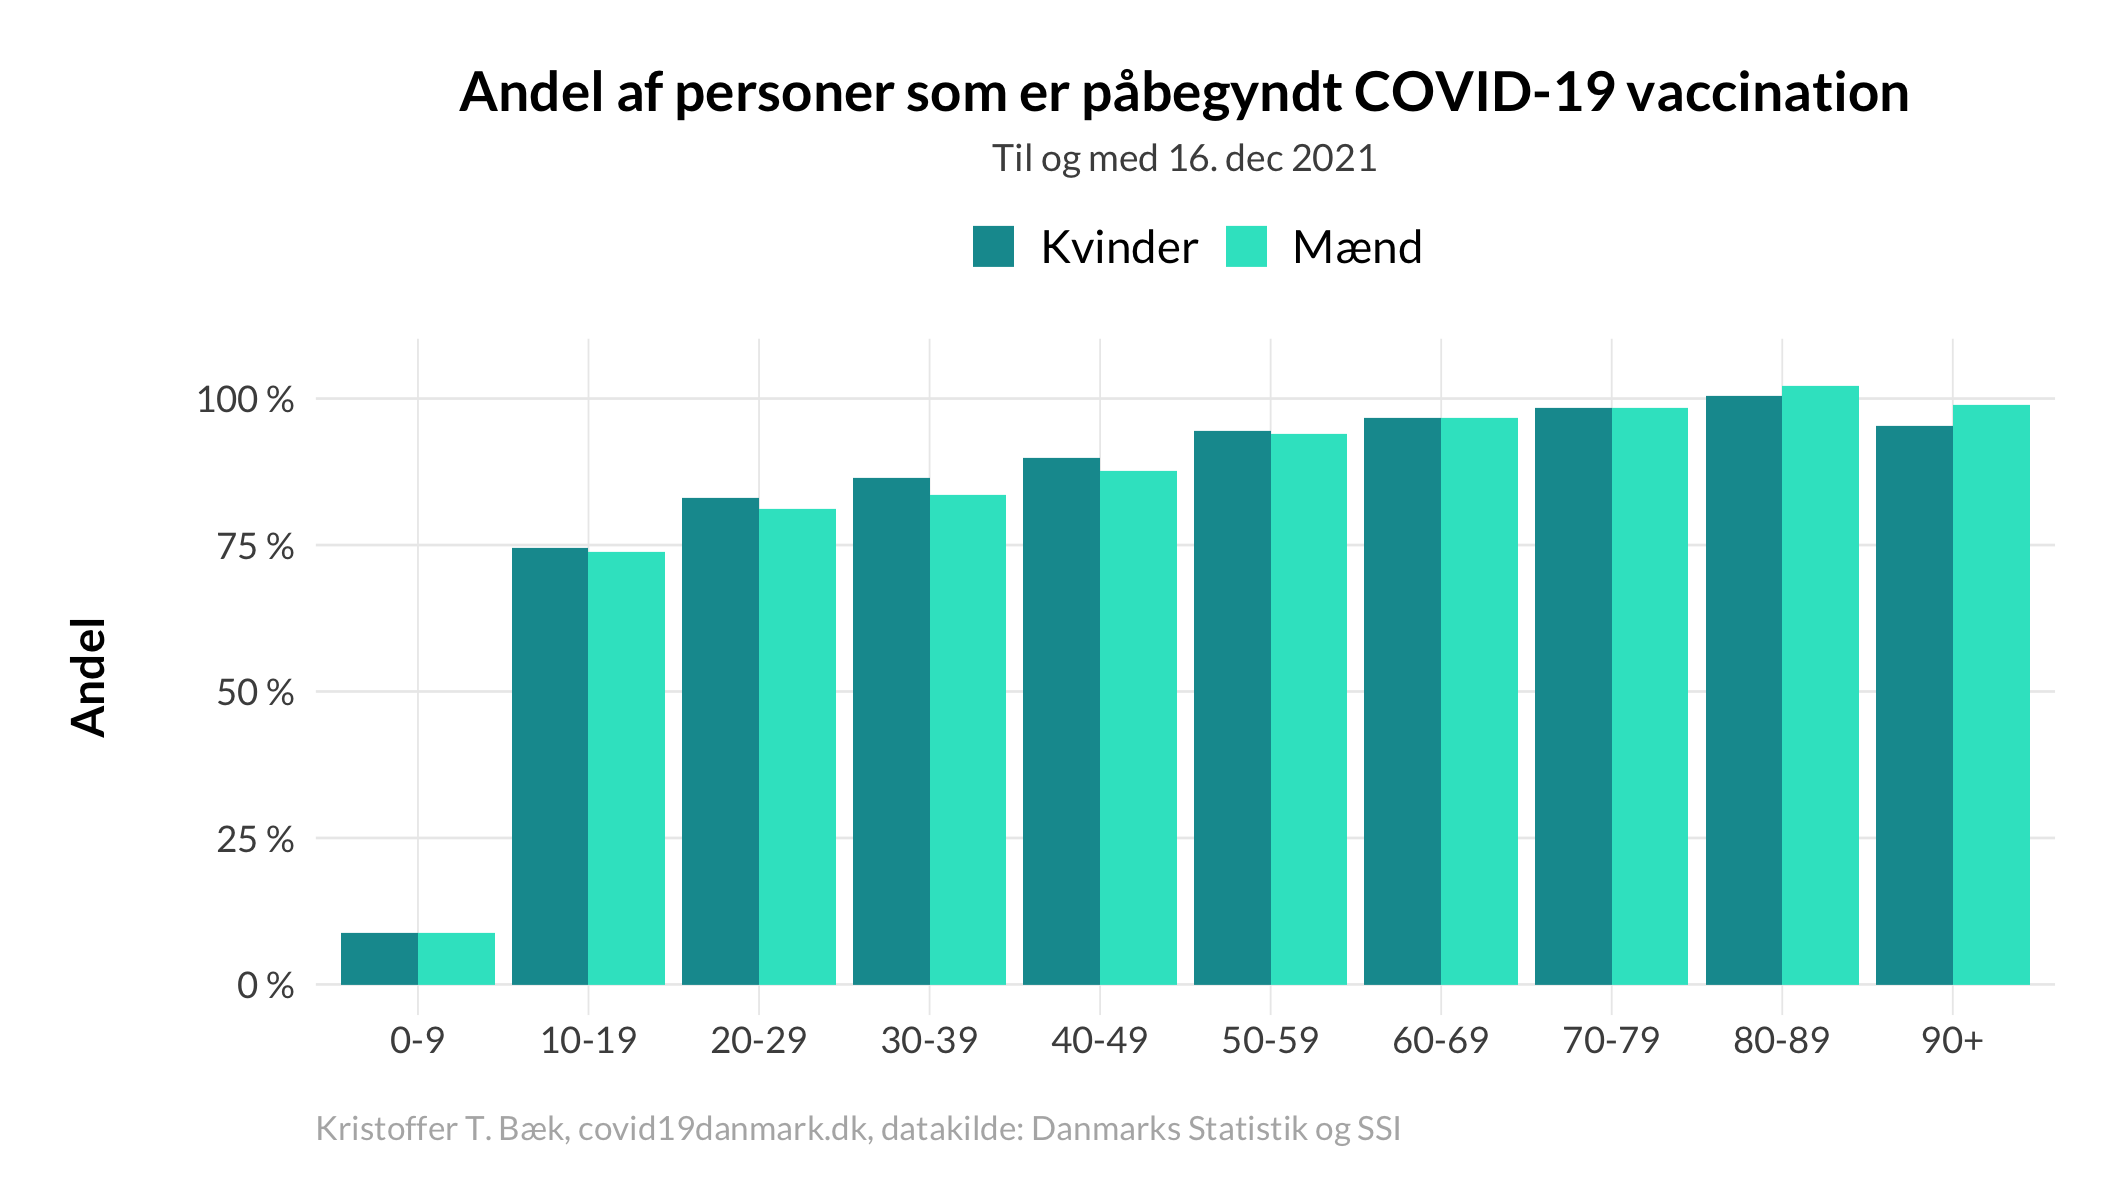 Andel af personer som er påbegyndt COVID-19 vaccination
Til og med 16. dec 2021
Kvinder Mænd
100 %
75 %
50 %
25 %
0 %
Andel
0-9 10-19 20-29 30-39 40-49 50-59 60-69 70-79 80-89 90+
Kristoffer T. Bæk, covid19danmark.dk, datakilde: Danmarks Statistik og SSI